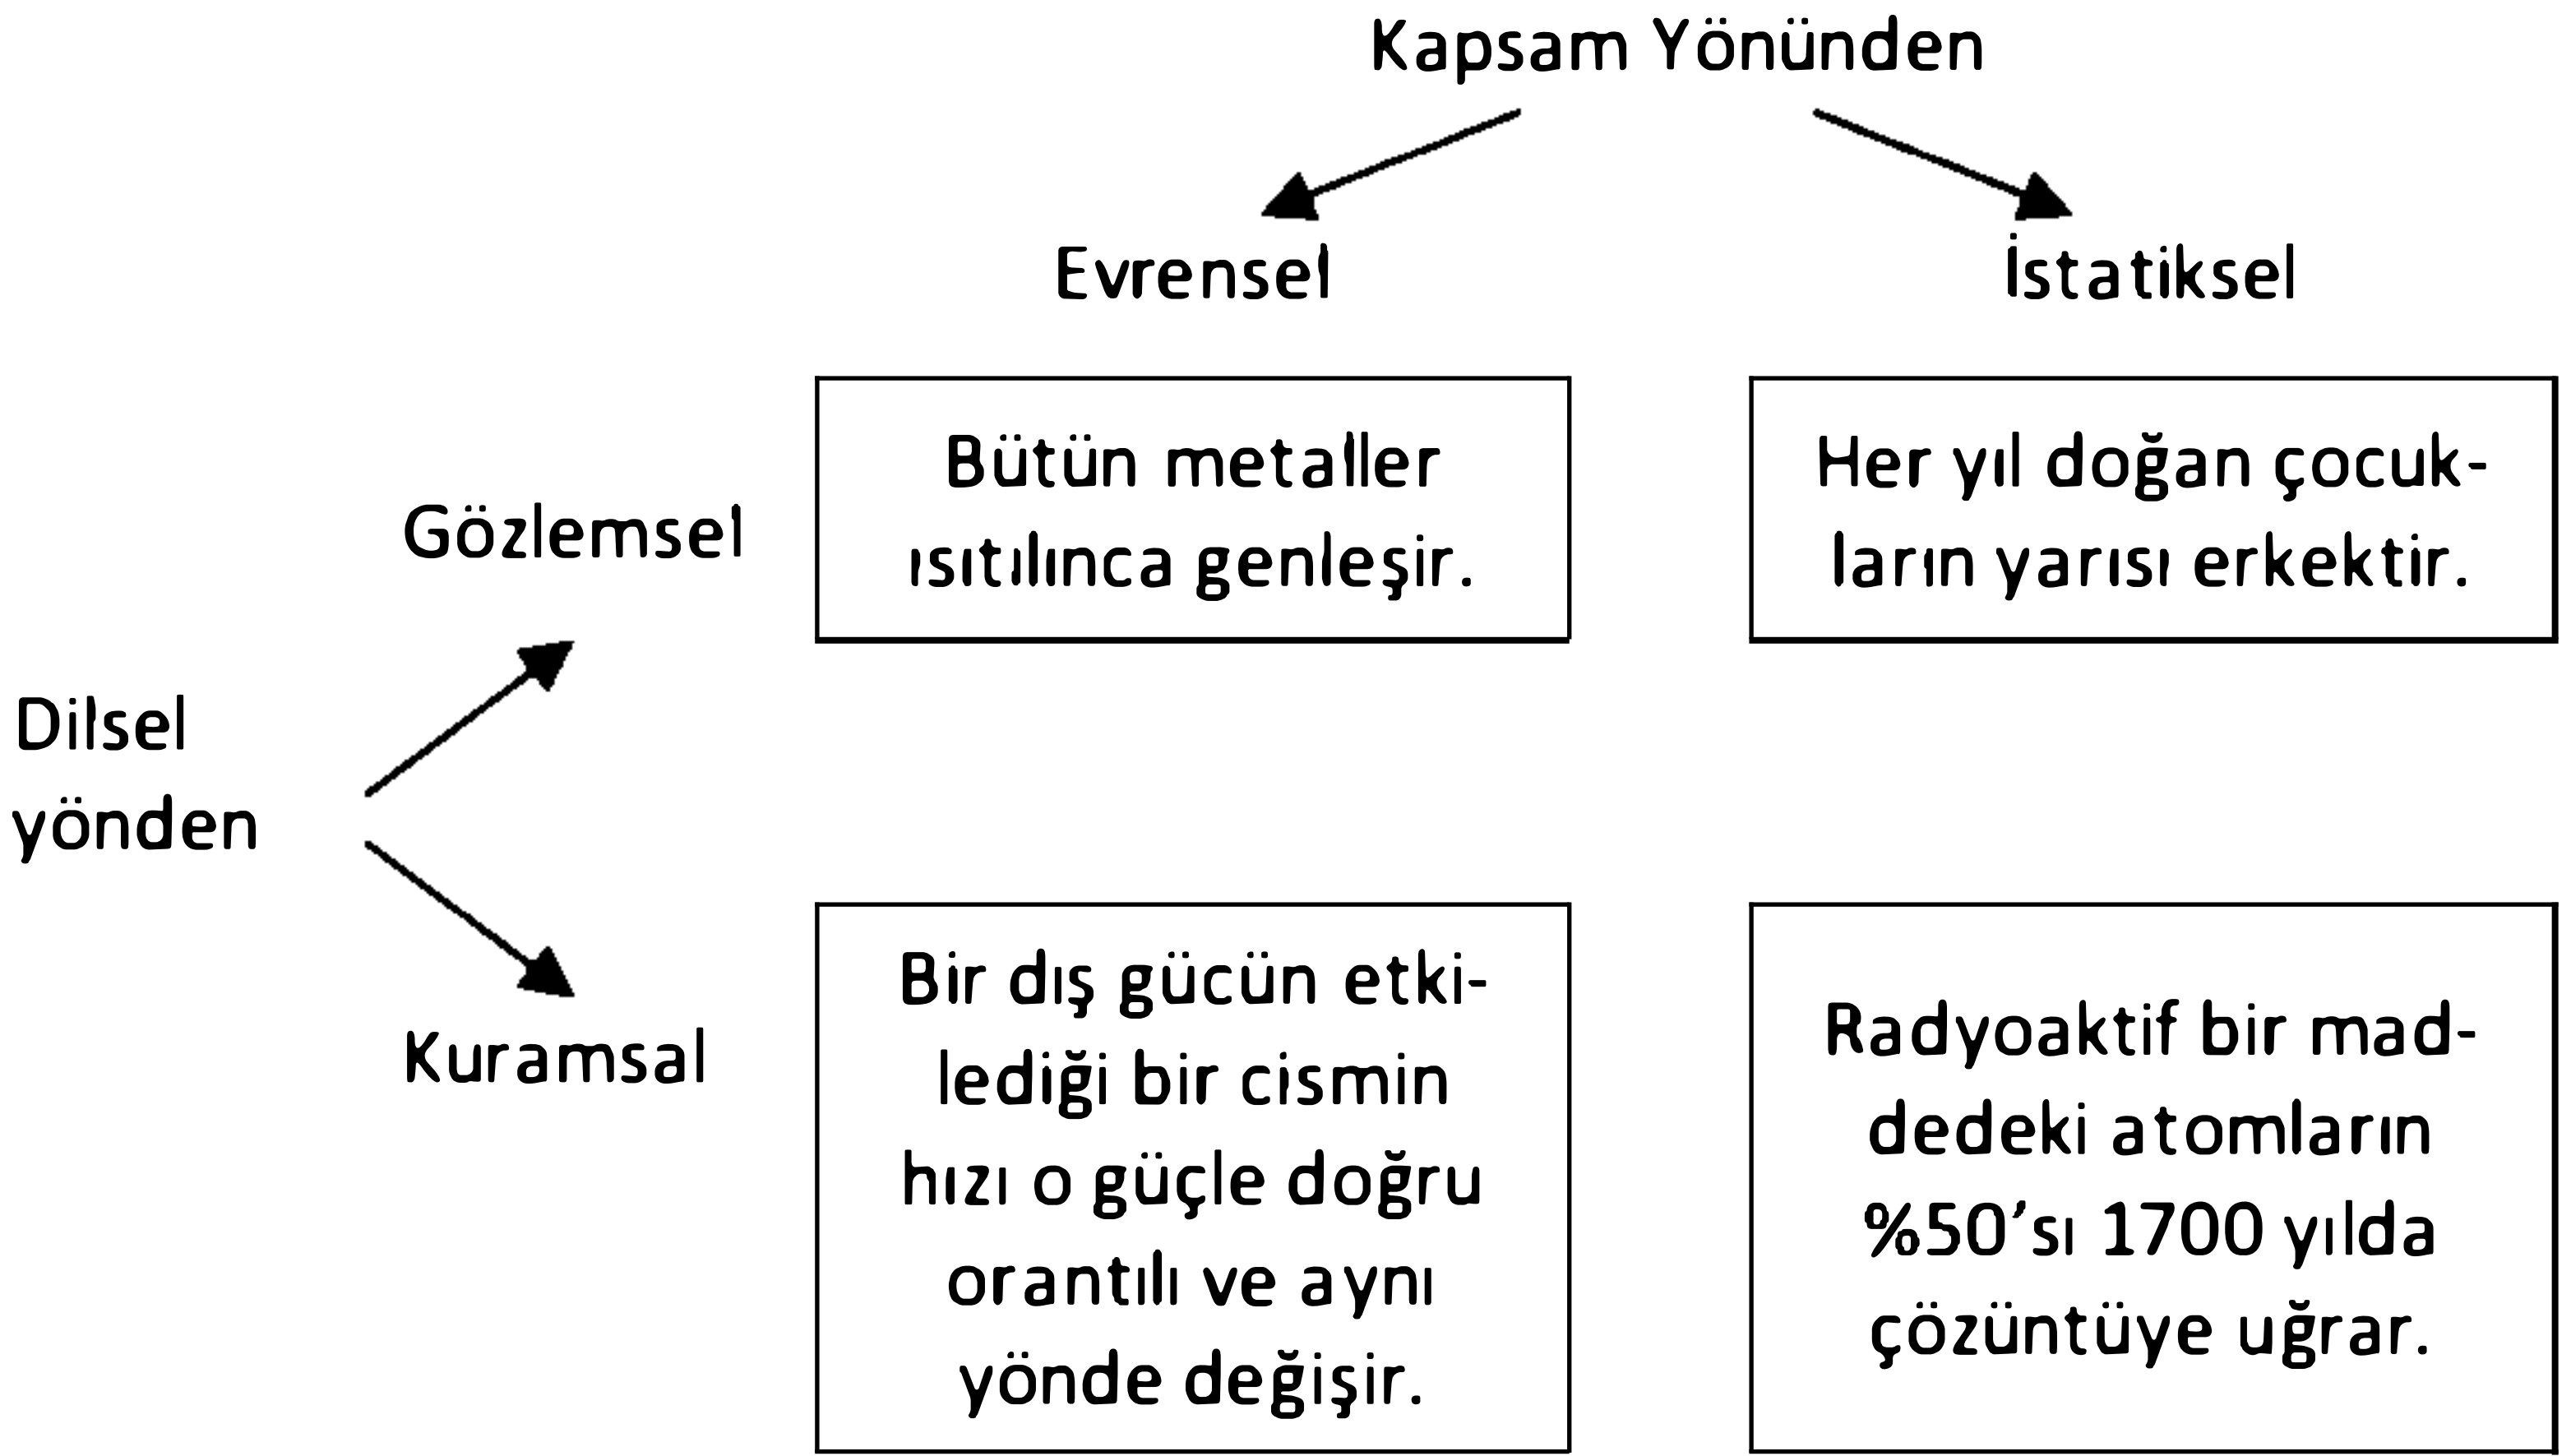 Kapsam Yönünden
Evrensel
İstatiksel
Gözlemsel
Bütün metaller
ısıtılınca genleşir.
Her yıl doğan çocuk-
ların yarısı erkektir.
Dilsel
yönden
Kuramsal
Bir dış gücün etki-
lediği bir cismin
hızı o güçle doğru
orantılı ve aynı
yönde değişir.
Radyoaktif bir mad-
dedeki atomların
%50'sı 1700 yılda
çözüntüye uğrar.